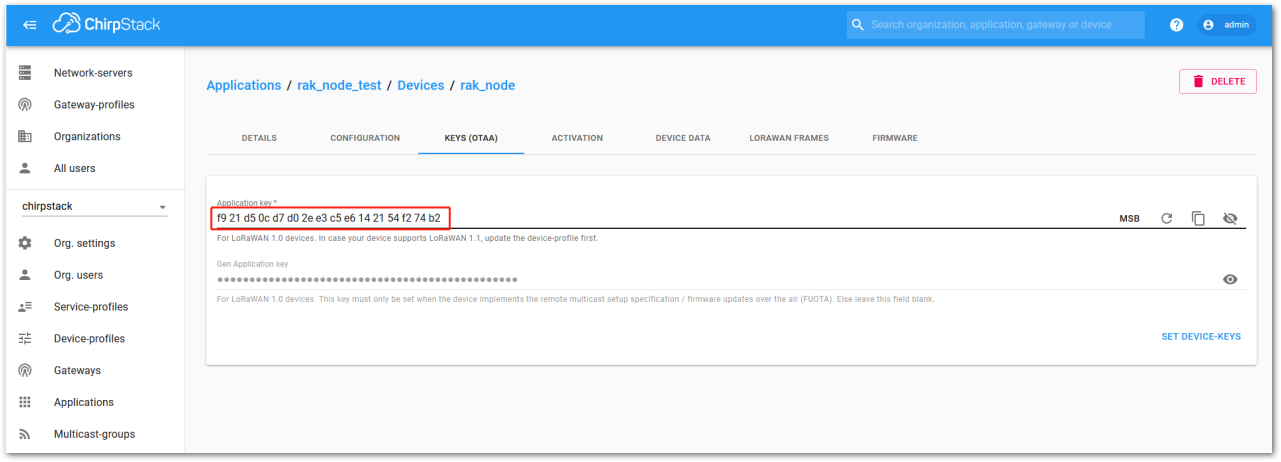 ChirpStack
Search organization, application, gateway or device
?
admin
Network-servers
Gateway-profiles
Organizations
All users
chirpstack
Org. settings
Org. users
Service-profiles
Device-profiles
Gateways
Applications
Multicast-groups
Applications / rak_node_test / Devices / rak_node
DELETE
DETAILS CONFIGURATION KEYS (OTAA) ACTIVATION DEVICE DATA LORAWAN FRAMES FIRMWARE
Application key *
f9 21 d5 0c d7 d0 2e e3 c5 e6 14 21 54 f2 74 b2 MSB
For LoRaWAN 1.0 devices. In case your device supports LoRaWAN 1.1, update the device-profile first.
Gen Application key
••••••••••••••••••••••••••••••••••••••••••••••••
For LoRaWAN 1.0 devices. This key must only be set when the device implements the remote multicast setup specification / firmware updates over the air (FUOTA). Else leave this field blank.
SET DEVICE-KEYS